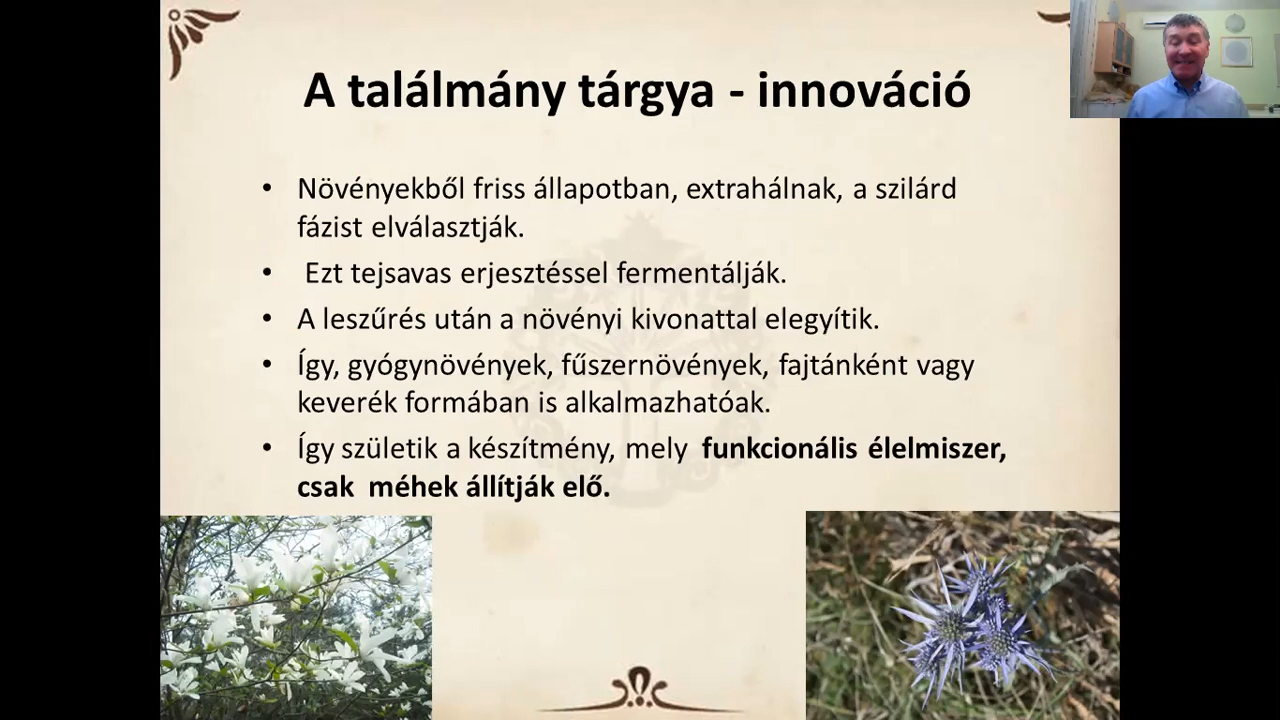 A találmány tárgya - innováció
• Növényekből friss állapotban, extrahálnak, a szilárd
fázist elválasztják.
• Ezt tejsavas erjesztéssel fermentálják.
• A leszűrés után a növényi kivonattal elegyítik.
• Így, gyógynövények, fűszernövények, fajtánként vagy
keverék formában is alkalmazhatóak.
• Így születik a készítmény, mely funkcionális élelmiszer,
csak méhek állítják elő.